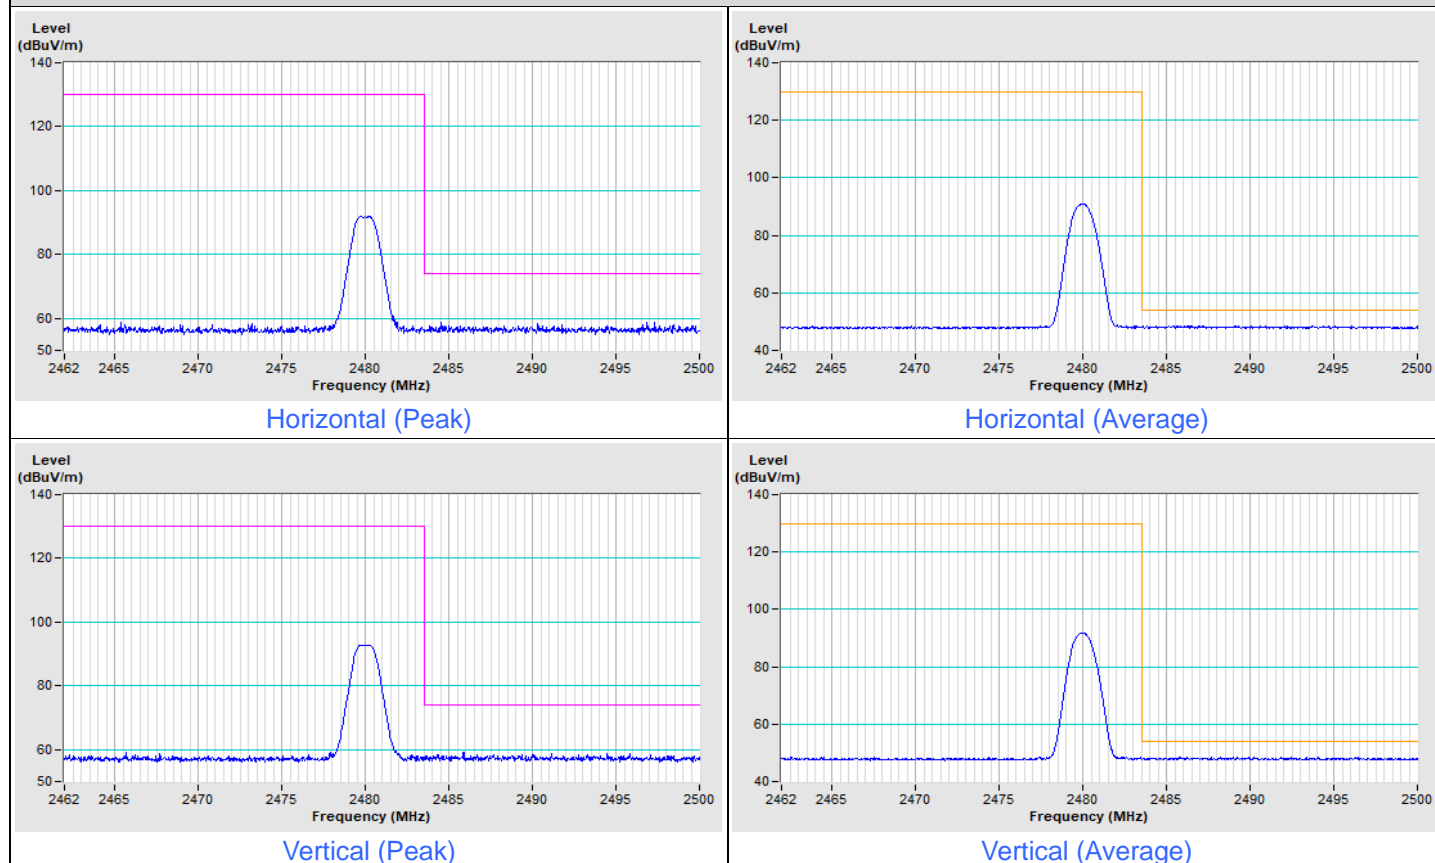 Level
(dBuV/m)
140
120
100
80
60
50
2462 2465 2470 2475 2480 2485 2490 2495 2500
Frequency (MHz)
Horizontal (Peak)
Level
(dBuV/m)
140
120
100
80
60
40
2462 2465 2470 2475 2480 2485 2490 2495 2500
Frequency (MHz)
Horizontal (Average)
Level
(dBuV/m)
140
120
100
80
60
50
2462 2465 2470 2475 2480 2485 2490 2495 2500
Frequency (MHz)
Vertical (Peak)
Level
(dBuV/m)
140
120
100
80
60
40
2462 2465 2470 2475 2480 2485 2490 2495 2500
Frequency (MHz)
Vertical (Average)